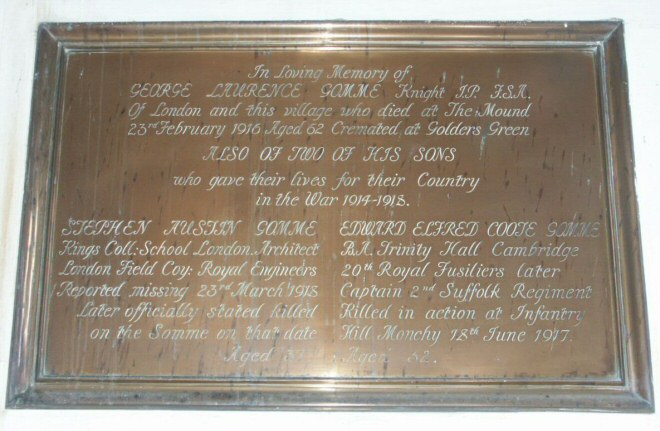 In Loving Memory of
GEORGE LAURENCE GOMME Knight J.P. F.S.A.
Of London and this village who died at The Mound
23rd February 1916 Aged 62 Cremated at Golders Green
ALSO OF TWO OF HIS SONS
who gave their lives for their Country
in the War 1914-1918.
STEPHEN AUSTIN GOMME
Kings Coll: School London. Architect
London Field Coy: Royal Engineers
Reported missing 23rd March 1918
Later officially stated killed
on the Somme on that date
Aged
EDWARD ELFRED COOTE GOMME
B.A. Trinity Hall Cambridge
20th Royal Fusiliers later
Captain 2nd Suffolk Regiment
Killed in action at Infantry
Hill, Monchy 18th June 1917.
Aged 32.